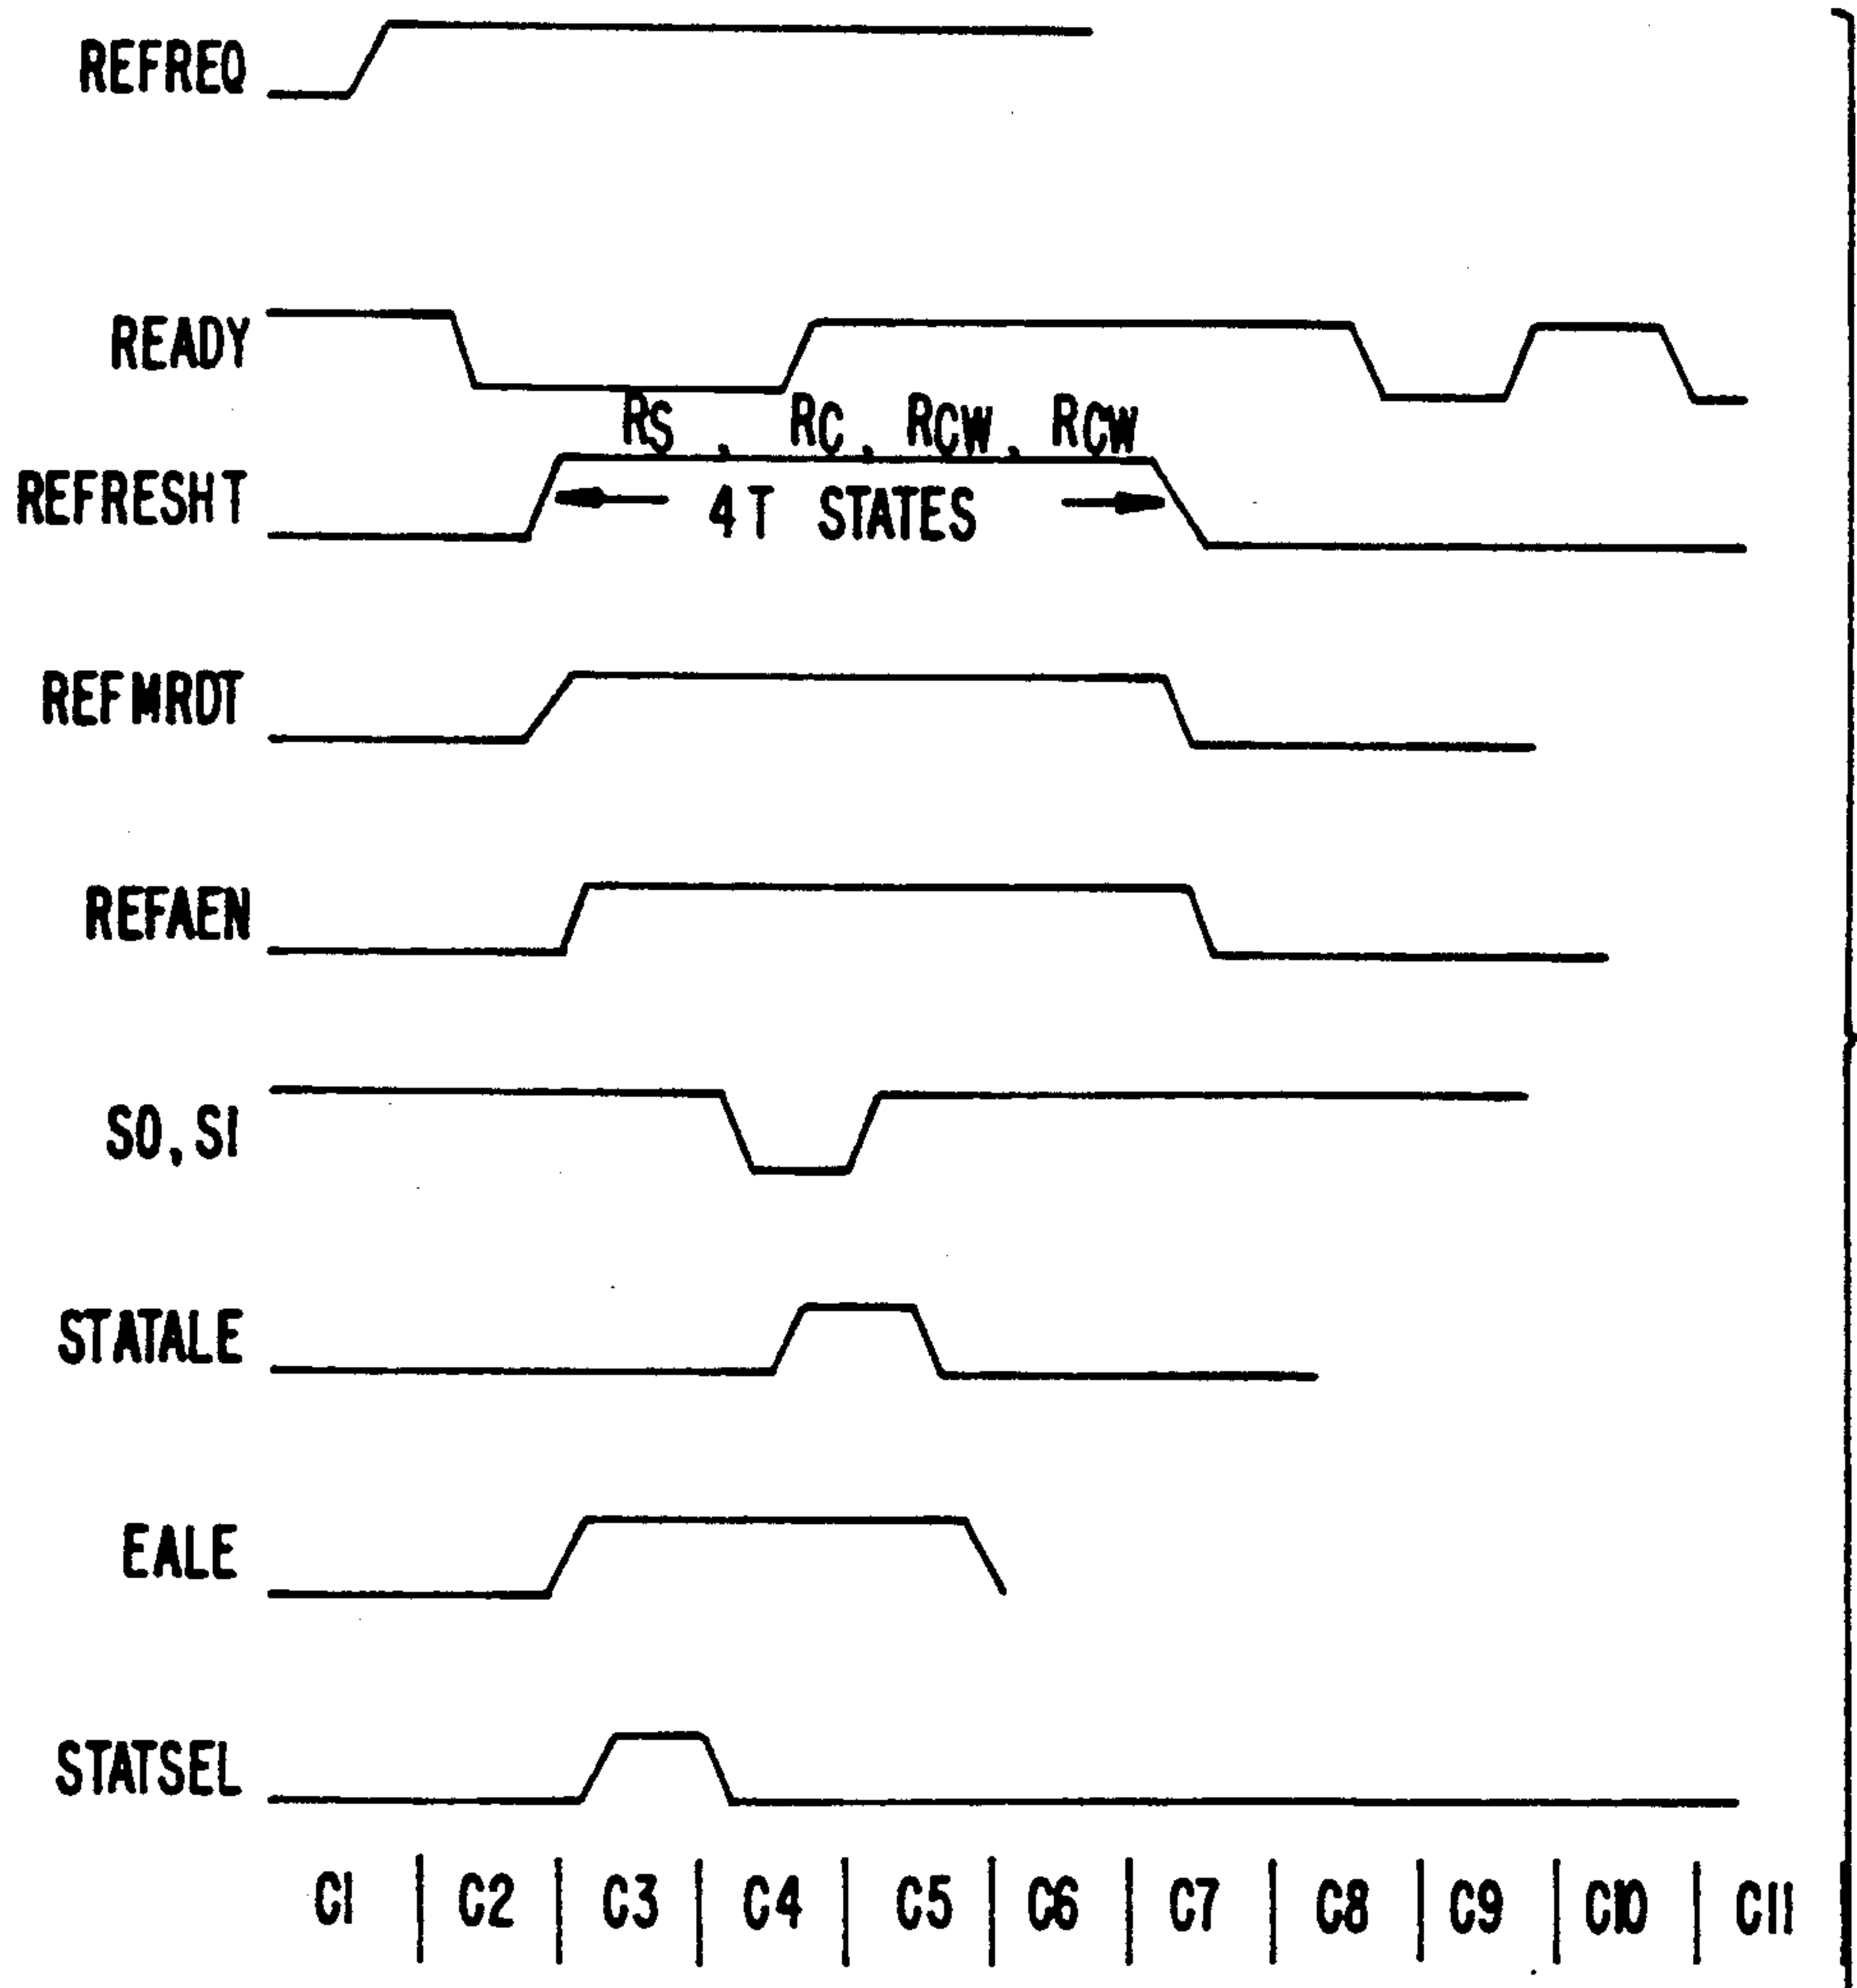 REFREQ
READY
RS RC RCW RCW
REFRESHT
4T STATES
REFMRDT
REFAEN
S0, S1
STATALE
EALE
STATSEL
C1 C2 C3 C4 C5 C6 C7 C8 C9 C10 C11